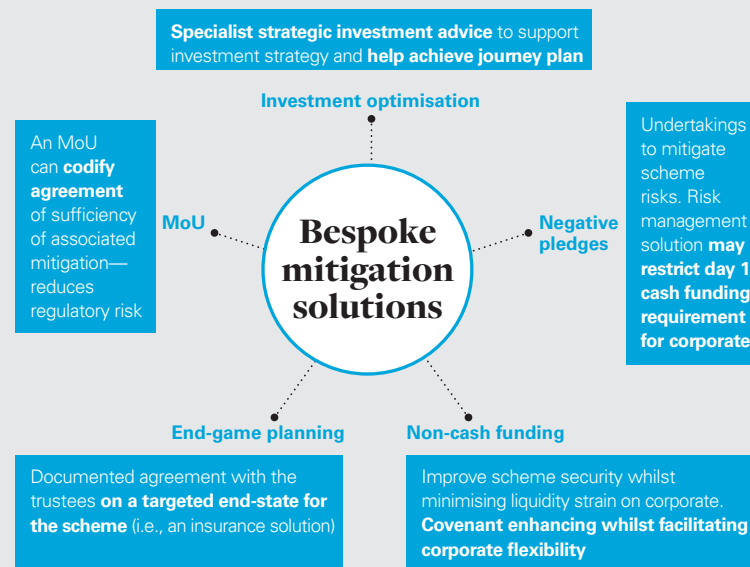 Specialist strategic investment advice to support
investment strategy and help achieve journey plan
Investment optimisation
An MoU
can codify
agreement
of sufficiency
of associated
mitigation—
reduces
regulatory risk
MoU
Bespoke
mitigation
solutions
Negative
pledges
Undertakings
to mitigate
scheme
risks. Risk
management
solution may
restrict day 1
cash funding
requirement
for corporate
End-game planning
Documented agreement with the
trustees on a targeted end-state for
the scheme (i.e., an insurance solution)
Non-cash funding
Improve scheme security whilst
minimising liquidity strain on corporate.
Covenant enhancing whilst facilitating
corporate flexibility